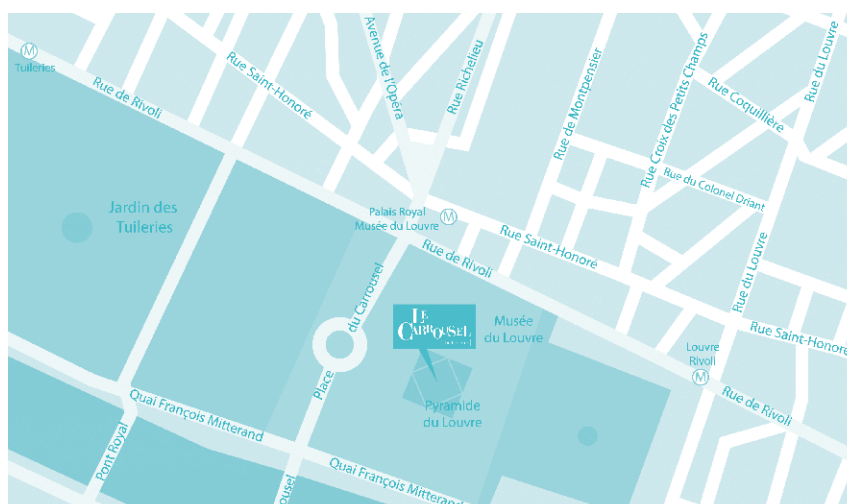 M
Tuileries
Rue de Rivoli
Rue Saint-Honoré
Avenue de l'Opéra
Rue Richelieu
Rue de Montpensier
Rue Croix des Petits Champs
Rue Coquillière
Rue du Louvre
Rue du Colonel Driant
Jardin des
Tuileries
Palais Royal
Musée du Louvre
M
Rue de Rivoli
Rue Saint-Honoré
Rue du Louvre
Place
du Carrousel
LE
CARROUSEL
Musée
du Louvre
Rue Saint-Honoré
Louvre
Rivoli
M
Rue de Rivoli
Pyramide
du Louvre
Quai François Mitterand
Quai François Mitterand
Pont Royal
ousel